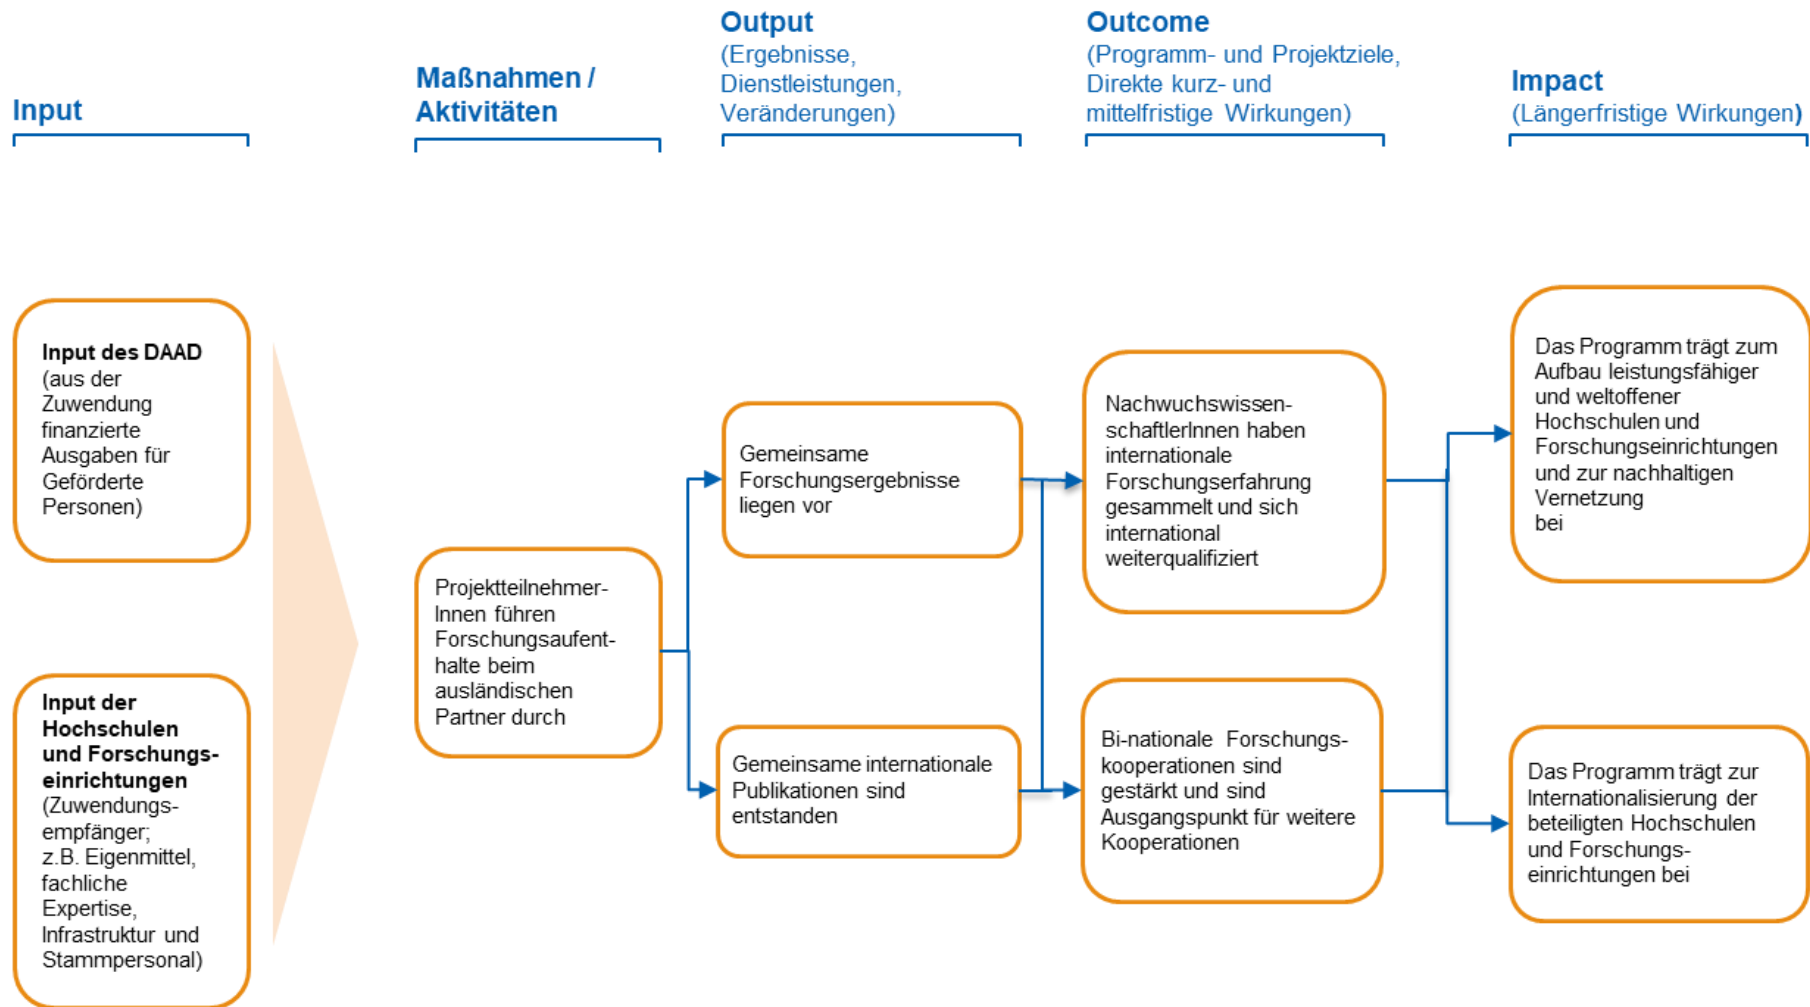 Input
Maßnahmen /
Aktivitäten
Output
(Ergebnisse,
Dienstleistungen,
Veränderungen)
Outcome
(Programm- und Projektziele,
Direkte kurz- und
mittelfristige Wirkungen)
Impact
(Längerfristige Wirkungen)
Input des DAAD
(aus der
Zuwendung
finanzierte
Ausgaben für
Geförderte
Personen)
Input der
Hochschulen
und Forschungs-
einrichtungen
(Zuwendungs-
empfänger;
z.B. Eigenmittel,
fachliche
Expertise,
Infrastruktur und
Stammpersonal)
Projektteilnehmer-
Innen führen
Forschungsaufent-
halte beim
ausländischen
Partner durch
Gemeinsame
Forschungsergebnisse
liegen vor
Gemeinsame internationale
Publikationen sind
entstanden
Nachwuchswissen-
schaftlerInnen haben
internationale
Forschungserfahrung
gesammelt und sich
international
weiterqualifiziert
Bi-nationale Forschungs-
kooperationen sind
gestärkt und sind
Ausgangspunkt für weitere
Kooperationen
Das Programm trägt zum
Aufbau leistungsfähiger
und weltoffener
Hochschulen und
Forschungseinrichtungen
und zur nachhaltigen
Vernetzung
bei
Das Programm trägt zur
Internationalisierung der
beteiligten Hochschulen
und Forschungs-
einrichtungen bei